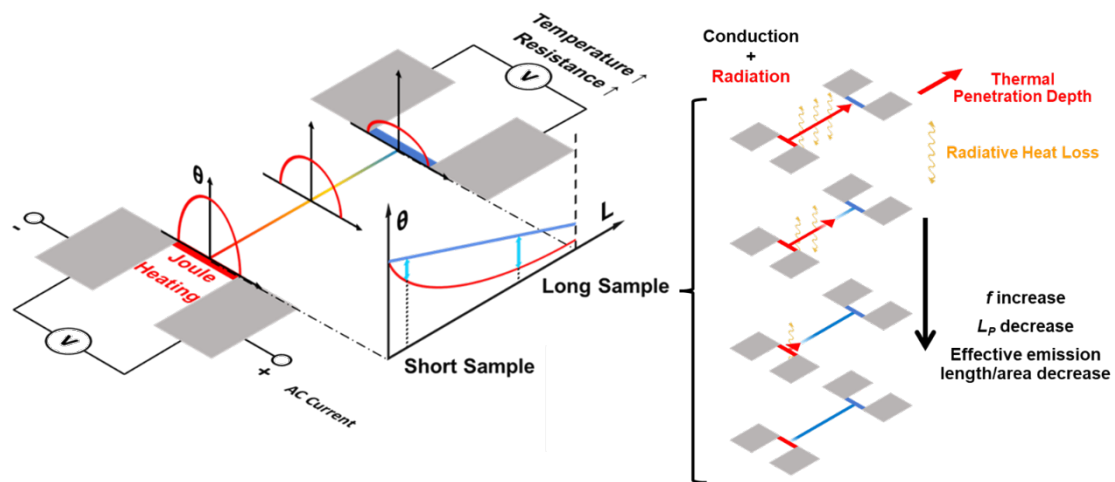 Temperature ↑
Resistance ↑
V
θ
Joule
Heating
-
V
+
AC Current
θ
L
Short Sample
Long Sample
Conduction
+
Radiation
Thermal
Penetration Depth
Radiative Heat Loss
f increase
LP decrease
Effective emission
length/area decrease